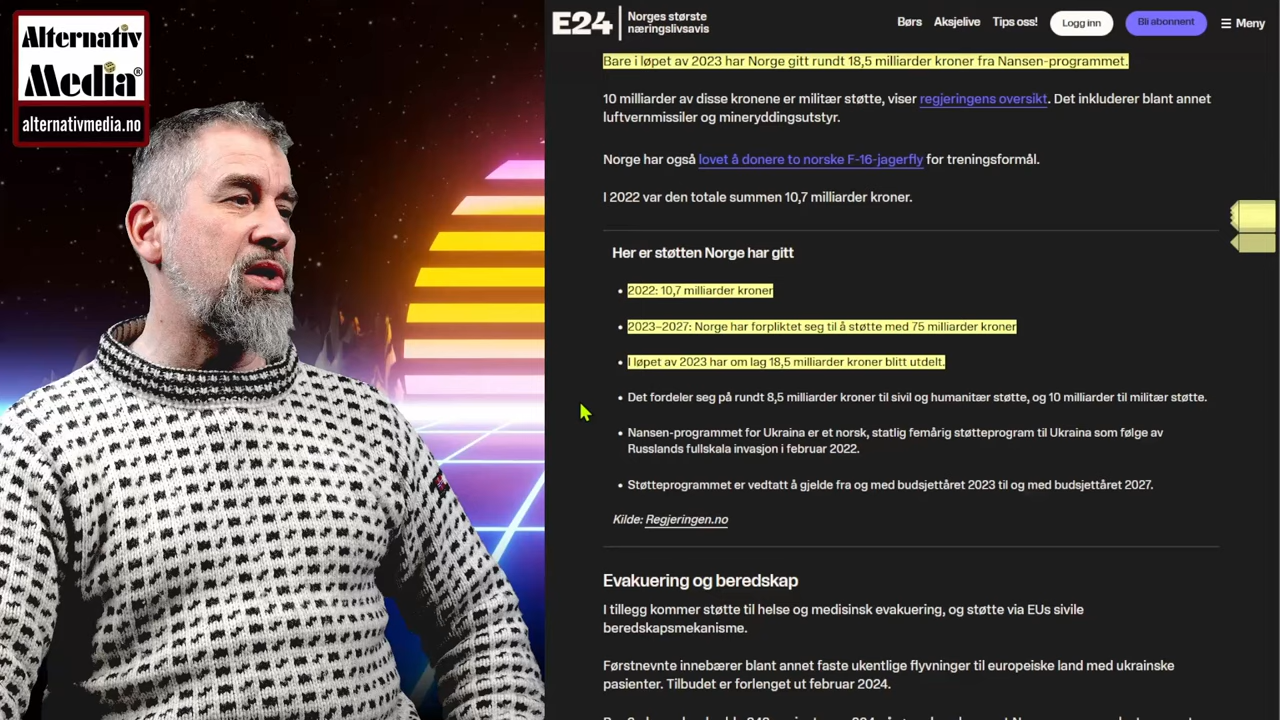 Alternativ
Media®
alternativmedia.no
E24
Norges største
næringslivsavis
Børs
Aksjelive
Tips oss!
Logg inn
Bli abonnent
Meny
Bare i løpet av 2023 har Norge gitt rundt 18,5 milliarder kroner fra Nansen-programmet.
10 milliarder av disse kronene er militær støtte, viser regjeringens oversikt. Det inkluderer blant annet
luftvernmissiler og mineryddingsutstyr.
Norge har også lovet å donere to norske F-16-jagerfly for treningsformål.
I 2022 var den totale summen 10,7 milliarder kroner.
Her er støtten Norge har gitt
• 2022: 10,7 milliarder kroner
• 2023–2027: Norge har forpliktet seg til å støtte med 75 milliarder kroner
• I løpet av 2023 har om lag 18,5 milliarder kroner blitt utdelt.
• Det fordeler seg på rundt 8,5 milliarder kroner til sivil og humanitær støtte, og 10 milliarder til militær støtte.
• Nansen-programmet for Ukraina er et norsk, statlig femårig støtteprogram til Ukraina som følge av
Russlands fullskala invasjon i februar 2022.
• Støtteprogrammet er vedtatt å gjelde fra og med budsjettåret 2023 til og med budsjettåret 2027.
Kilde: Regjeringen.no
Evakuering og beredskap
I tillegg kommer støtte til helse og medisinsk evakuering, og støtte via EUs sivile
beredskapsmekanisme.
Førstnevnte innebærer blant annet faste ukentlige flyvninger til europeiske land med ukrainske
pasienter. Tilbudet er forlenget ut februar 2024.